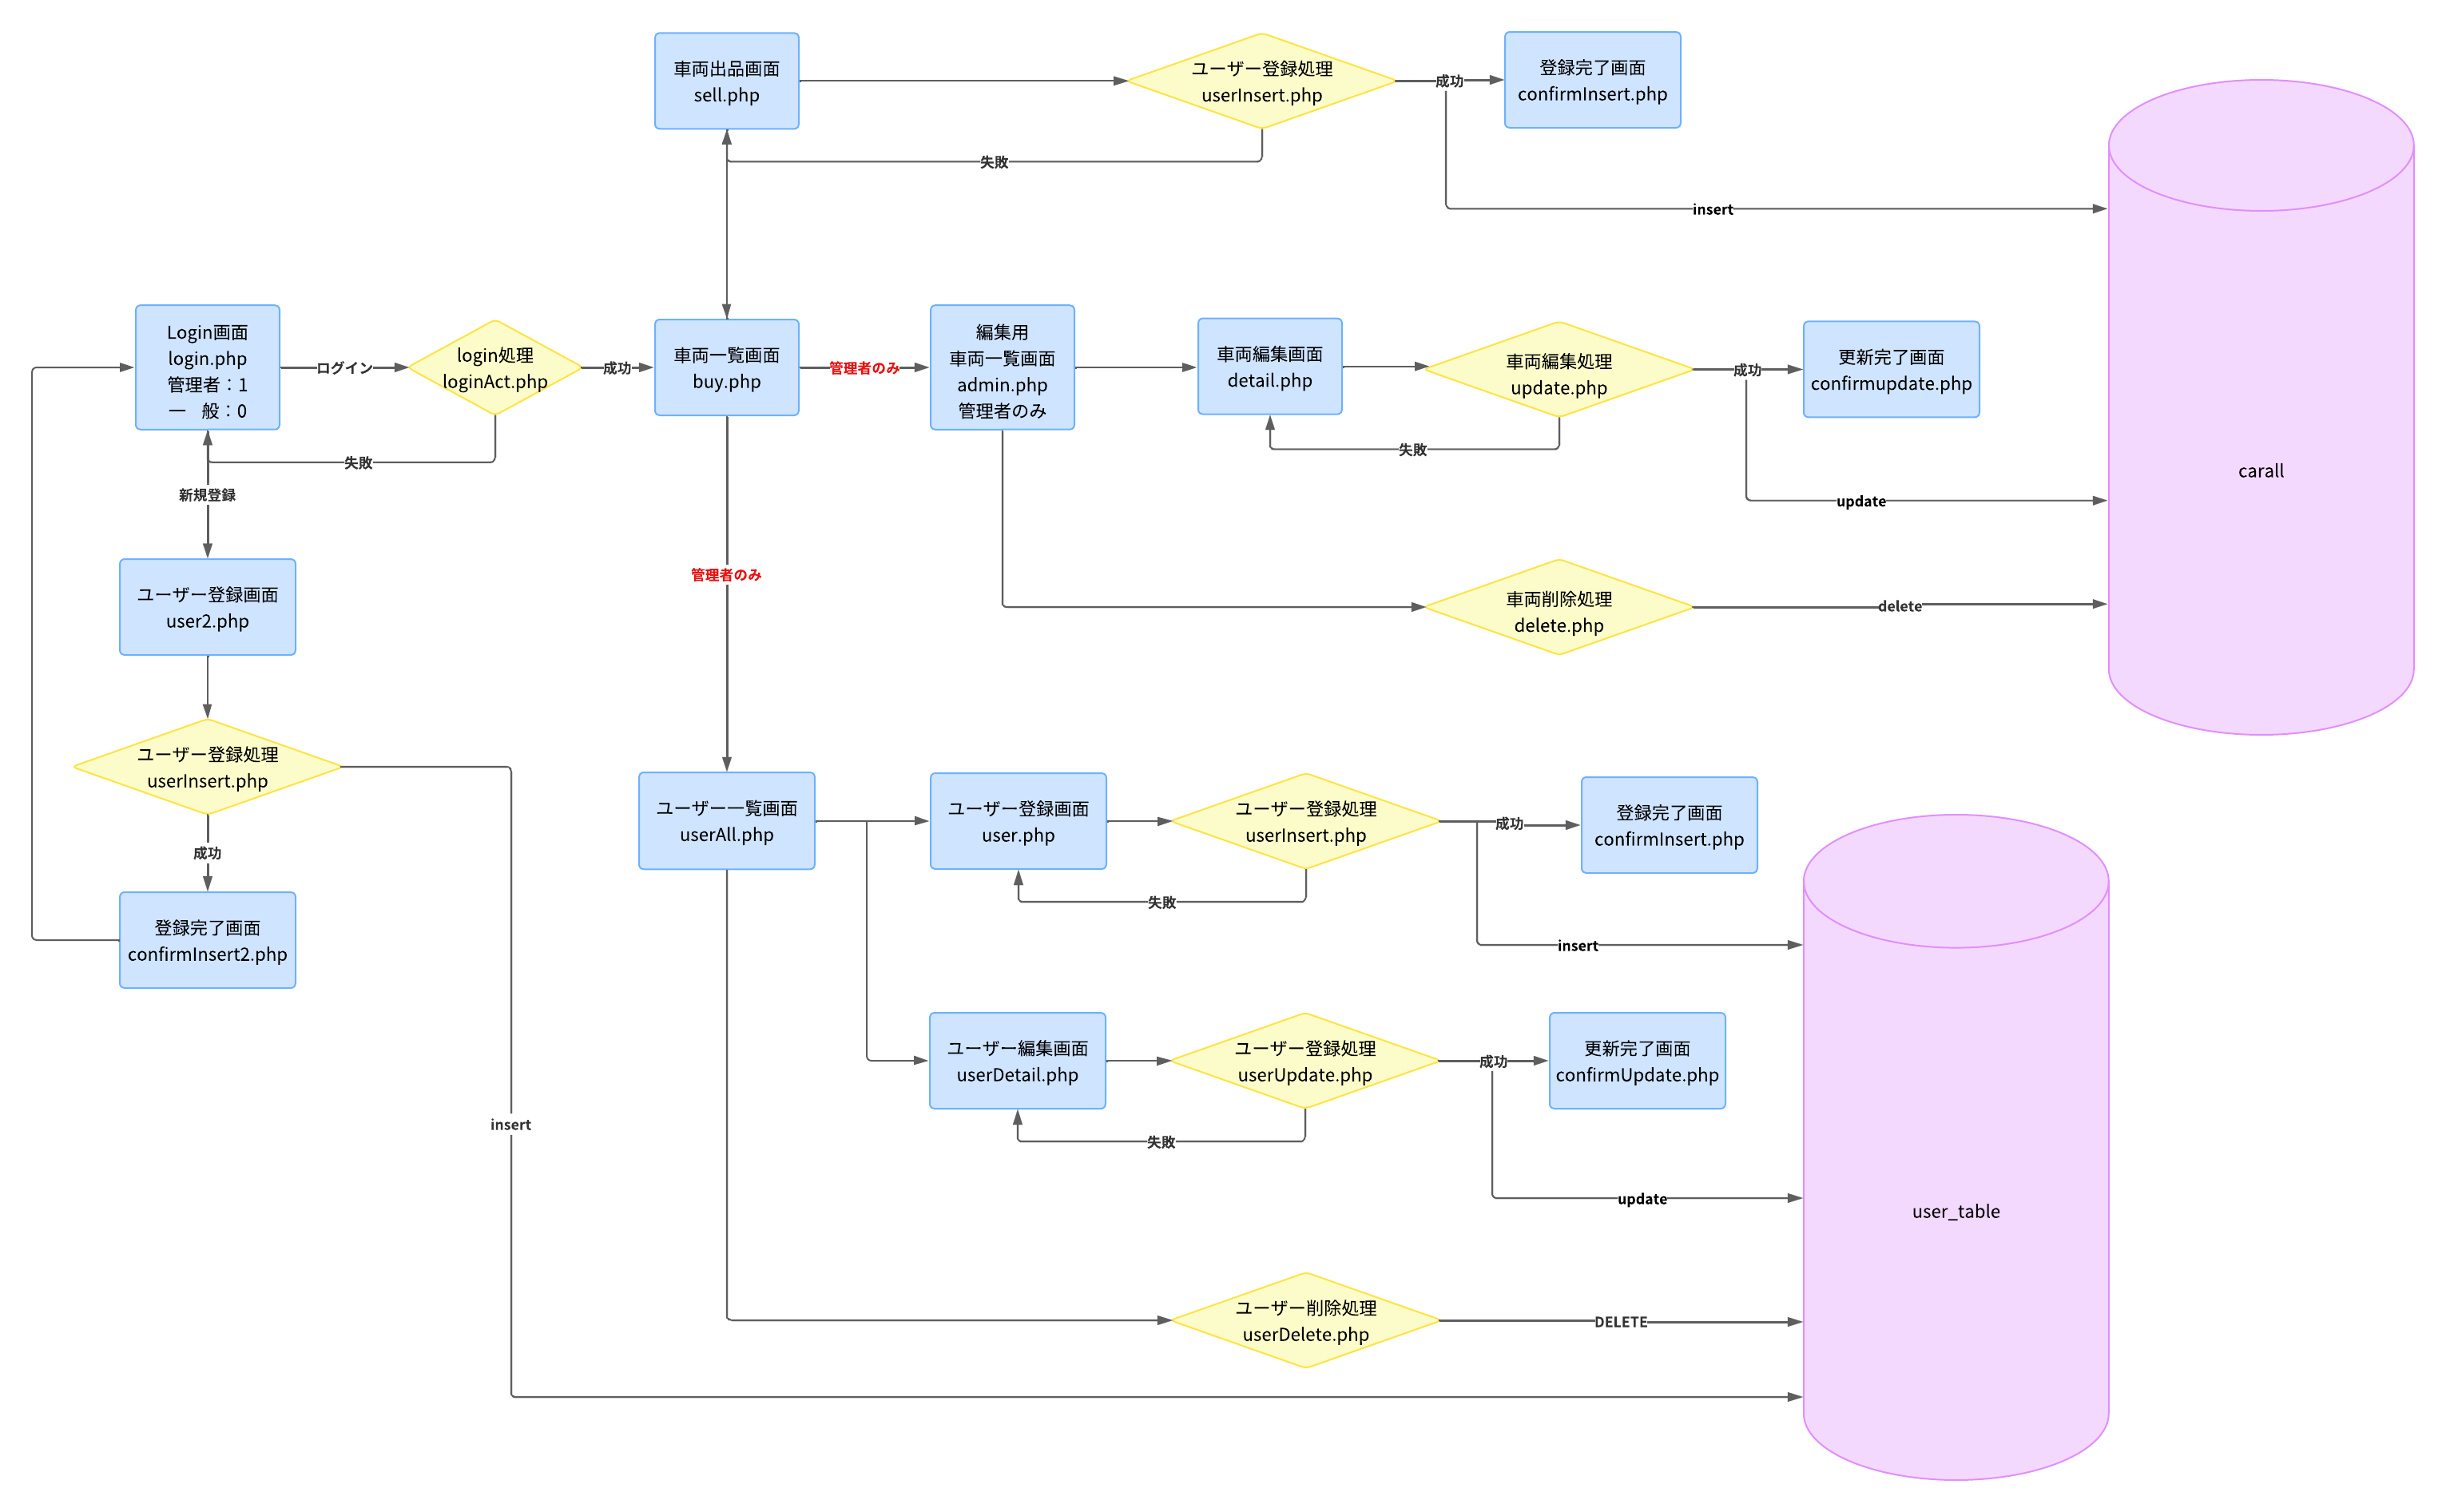 車両出品画面
sell.php
ユーザー登録処理
userInsert.php
成功
登録完了画面
confirmInsert.php
失敗
insert
Login画面
login.php
管理者：1
一　般：0
ログイン
login処理
loginAct.php
成功
車両一覧画面
buy.php
管理者のみ
編集用
車両一覧画面
admin.php
管理者のみ
車両編集画面
detail.php
車両編集処理
update.php
成功
更新完了画面
confirmupdate.php
失敗
失敗
carall
新規登録
update
管理者のみ
ユーザー登録画面
user2.php
車両削除処理
delete.php
delete
ユーザー登録処理
userInsert.php
ユーザー一覧画面
userAll.php
ユーザー登録画面
user.php
ユーザー登録処理
userInsert.php
成功
登録完了画面
confirmInsert.php
成功
失敗
登録完了画面
confirmInsert2.php
insert
ユーザー編集画面
userDetail.php
ユーザー登録処理
userUpdate.php
成功
更新完了画面
confirmUpdate.php
insert
失敗
update
user_table
ユーザー削除処理
userDelete.php
DELETE